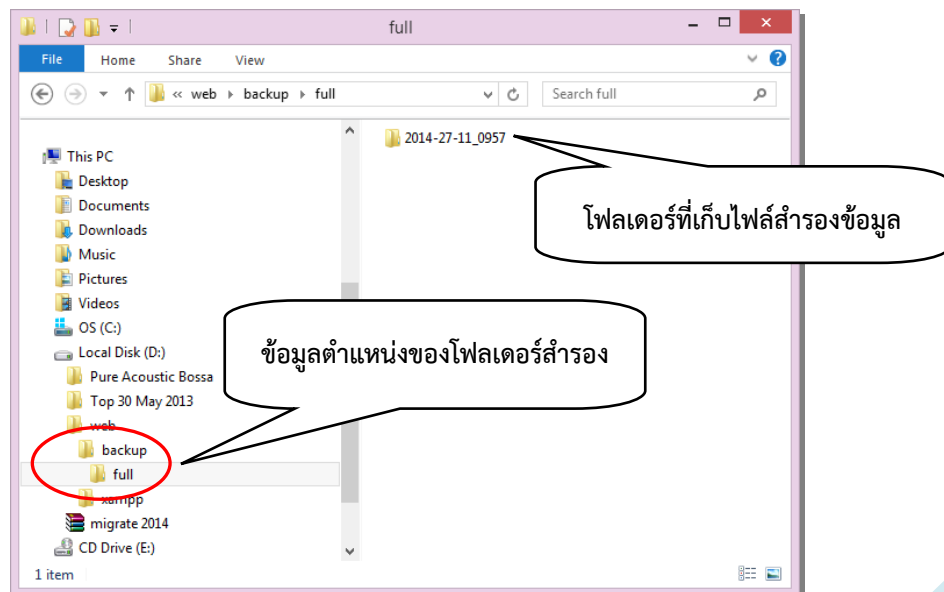 full
File Home Share View
« web ▸ backup ▸ full
Search full
This PC
Desktop
Documents
Downloads
Music
Pictures
Videos
OS (C:)
Local Disk (D:)
Pure Acoustic Bossa
Top 30 May 2013
web
backup
full
xampp
migrate 2014
CD Drive (E:)
2014-27-11_0957
โฟลเดอร์ที่เก็บไฟล์สำรองข้อมูล
ข้อมูลตำแหน่งของโฟลเดอร์สำรอง
1 item